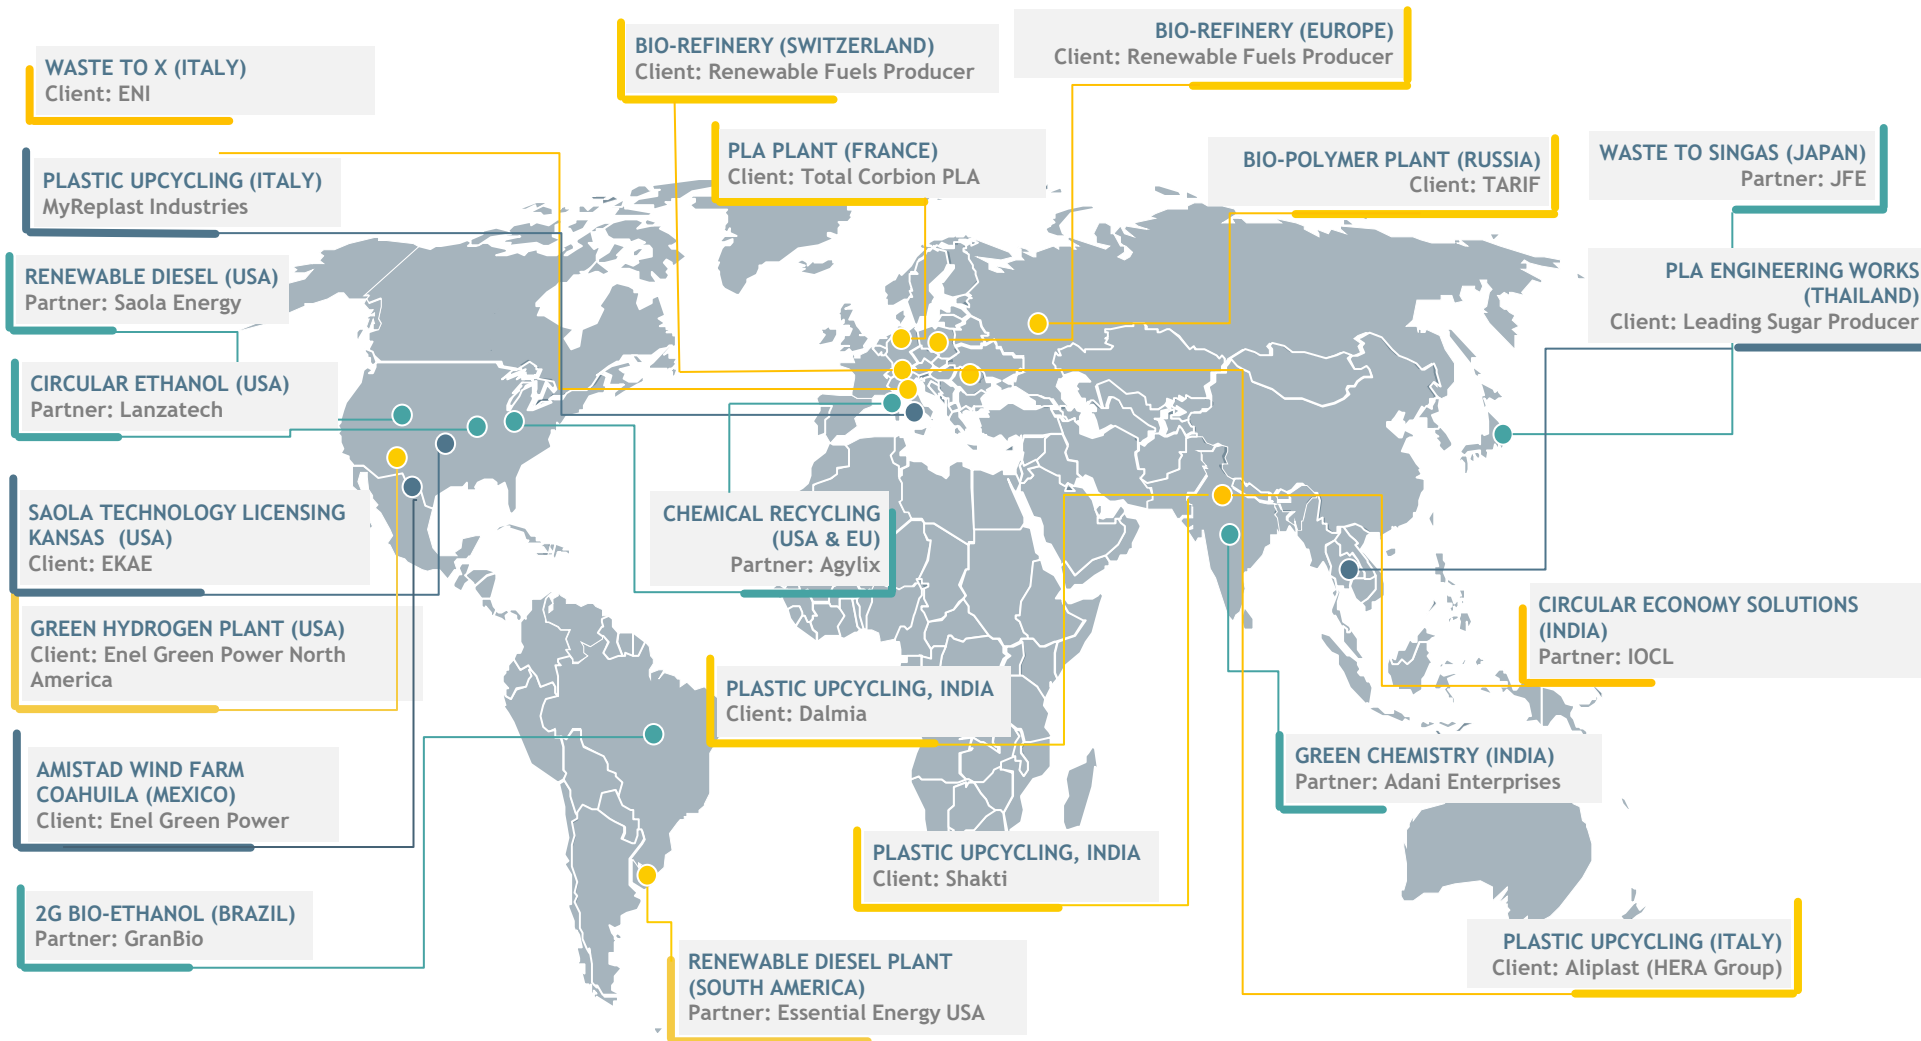 WASTE TO X (ITALY)
Client: ENI
BIO-REFINERY (SWITZERLAND)
Client: Renewable Fuels Producer
BIO-REFINERY (EUROPE)
Client: Renewable Fuels Producer
PLASTIC UPCYCLING (ITALY)
MyReplast Industries
PLA PLANT (FRANCE)
Client: Total Corbion PLA
BIO-POLYMER PLANT (RUSSIA)
Client: TARIF
WASTE TO SINGAS (JAPAN)
Partner: JFE
RENEWABLE DIESEL (USA)
Partner: Saola Energy
PLA ENGINEERING WORKS
(THAILAND)
Client: Leading Sugar Producer
CIRCULAR ETHANOL (USA)
Partner: Lanzatech
SAOLA TECHNOLOGY LICENSING
KANSAS (USA)
Client: EKAE
CHEMICAL RECYCLING
(USA & EU)
Partner: Agylix
GREEN HYDROGEN PLANT (USA)
Client: Enel Green Power North
America
CIRCULAR ECONOMY SOLUTIONS
(INDIA)
Partner: IOCL
PLASTIC UPCYCLING, INDIA
Client: Dalmia
AMISTAD WIND FARM
COAHUILA (MEXICO)
Client: Enel Green Power
GREEN CHEMISTRY (INDIA)
Partner: Adani Enterprises
PLASTIC UPCYCLING, INDIA
Client: Shakti
2G BIO-ETHANOL (BRAZIL)
Partner: GranBio
RENEWABLE DIESEL PLANT
(SOUTH AMERICA)
Partner: Essential Energy USA
PLASTIC UPCYCLING (ITALY)
Client: Aliplast (HERA Group)